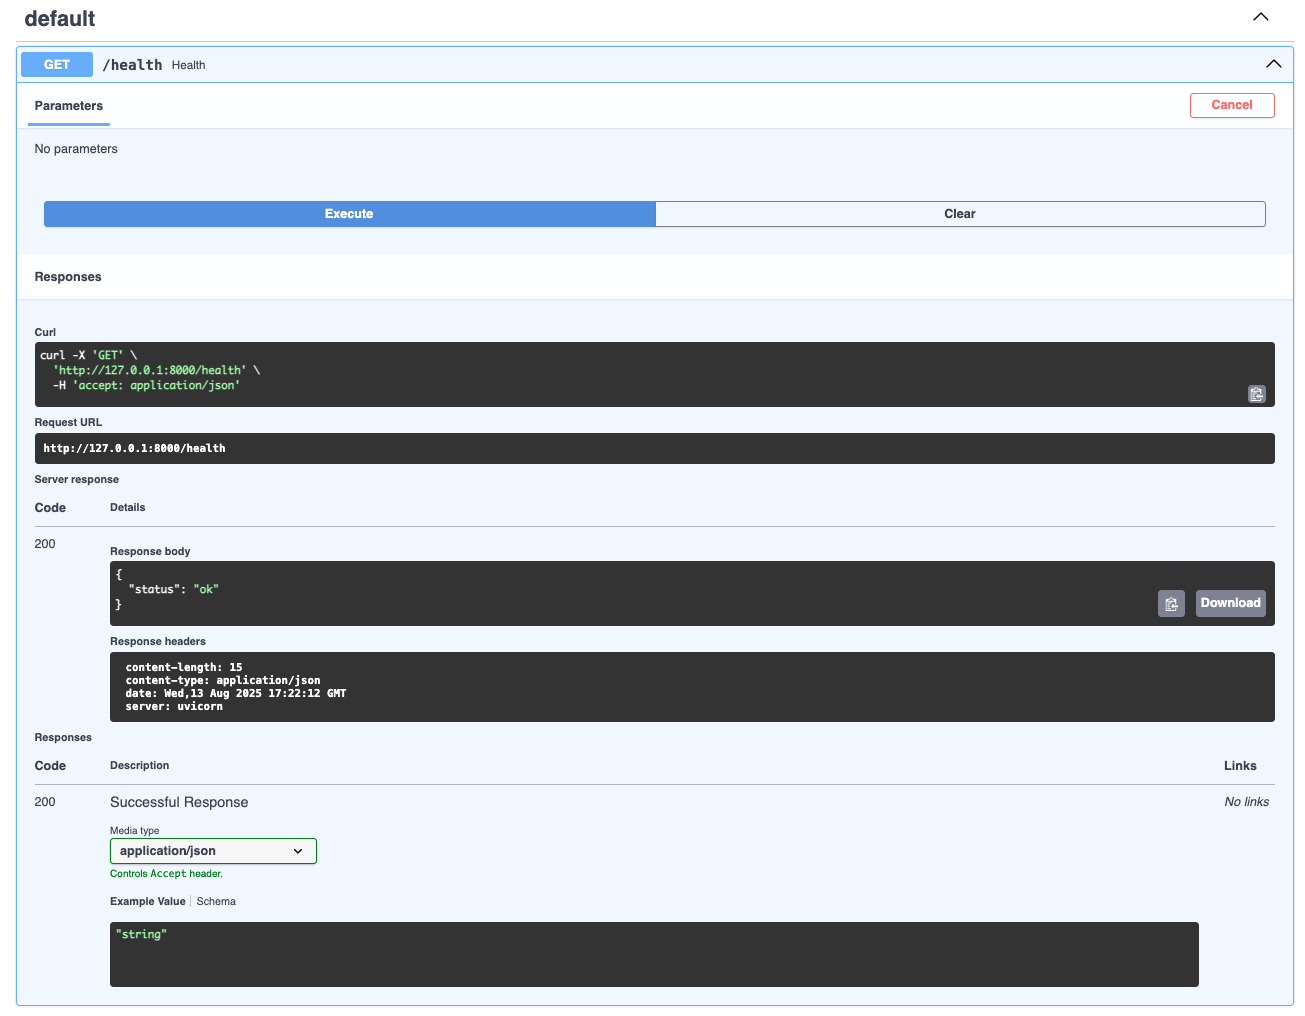 default
GET /health Health
Parameters
Cancel
No parameters
Execute
Clear
Responses
Curl
curl -X 'GET' \
  'http://127.0.0.1:8000/health' \
  -H 'accept: application/json'
Request URL
http://127.0.0.1:8000/health
Server response
Code Details
200
Response body
{
  "status": "ok"
}
Download
Response headers
content-length: 15
content-type: application/json
date: Wed,13 Aug 2025 17:22:12 GMT
server: uvicorn
Responses
Code Description Links
200 Successful Response No links
Media type
application/json
Controls Accept header.
Example Value Schema
"string"